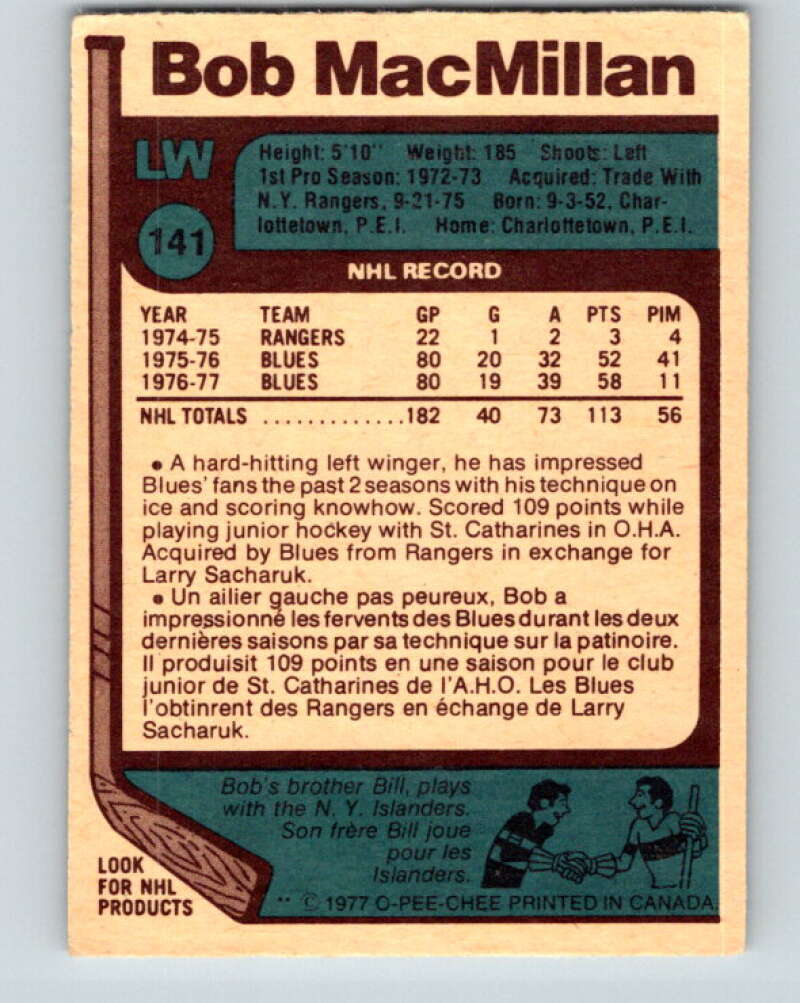 Bob MacMillan
LW
Height: 5'10" Weight: 185 Shoots: Left
1st Pro Season: 1972-73 Acquired: Trade With
N.Y. Rangers, 9-21-75 Born: 9-3-52, Char-
lottetown, P.E.I. Home: Charlottetown, P.E.I.
141
NHL RECORD
YEAR TEAM GP G A PTS PIM
1974-75 RANGERS 22 1 2 3 4
1975-76 BLUES 80 20 32 52 41
1976-77 BLUES 80 19 39 58 11
NHL TOTALS ..............182 40 73 113 56
• A hard-hitting left winger, he has impressed
Blues' fans the past 2 seasons with his technique on
ice and scoring knowhow. Scored 109 points while
playing junior hockey with St. Catharines in O.H.A.
Acquired by Blues from Rangers in exchange for
Larry Sacharuk.
• Un ailier gauche pas peureux, Bob a
impressionné les fervents des Blues durant les deux
dernières saisons par sa technique sur la patinoire.
Il produisit 109 points en une saison pour le club
junior de St. Catharines de l'A.H.O. Les Blues
l'obtinrent des Rangers en échange de Larry
Sacharuk.
Bob's brother Bill, plays
with the N. Y. Islanders.
Son frère Bill joue
pour les
Islanders.
LOOK
FOR NHL
PRODUCTS
** © 1977 O-PEE-CHEE PRINTED IN CANADA.